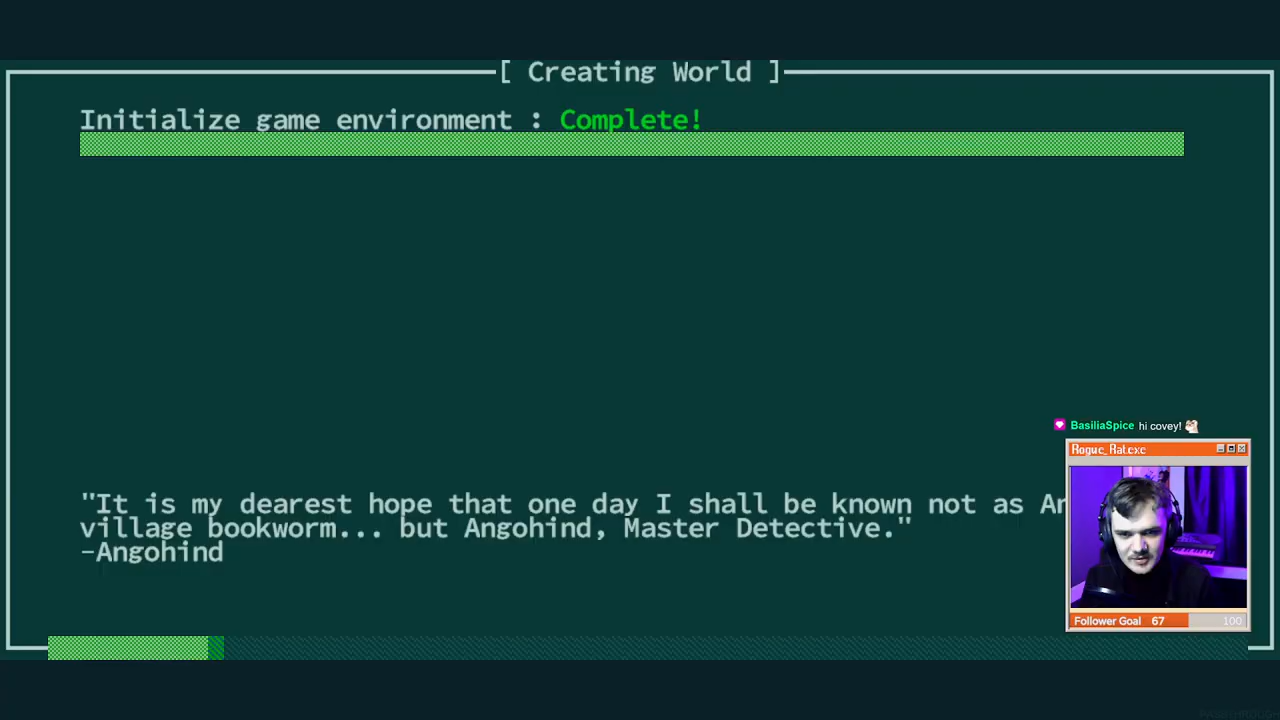 [ Creating World ]
Initialize game environment : Complete!
BasiliaSpice hi covey!
Rogue_Rat.exe
"It is my dearest hope that one day I shall be known not as
village bookworm... but Angohind, Master Detective."
-Angohind
Follower Goal 67 100